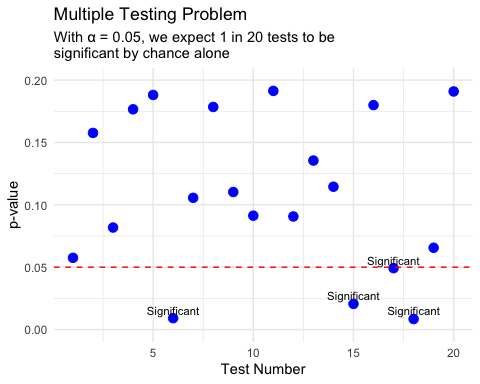 Multiple Testing Problem
With α = 0.05, we expect 1 in 20 tests to be
significant by chance alone
0.20
0.15
0.10
0.05
0.00
p-value
Significant
Significant
Significant
Significant
5
10
15
20
Test Number